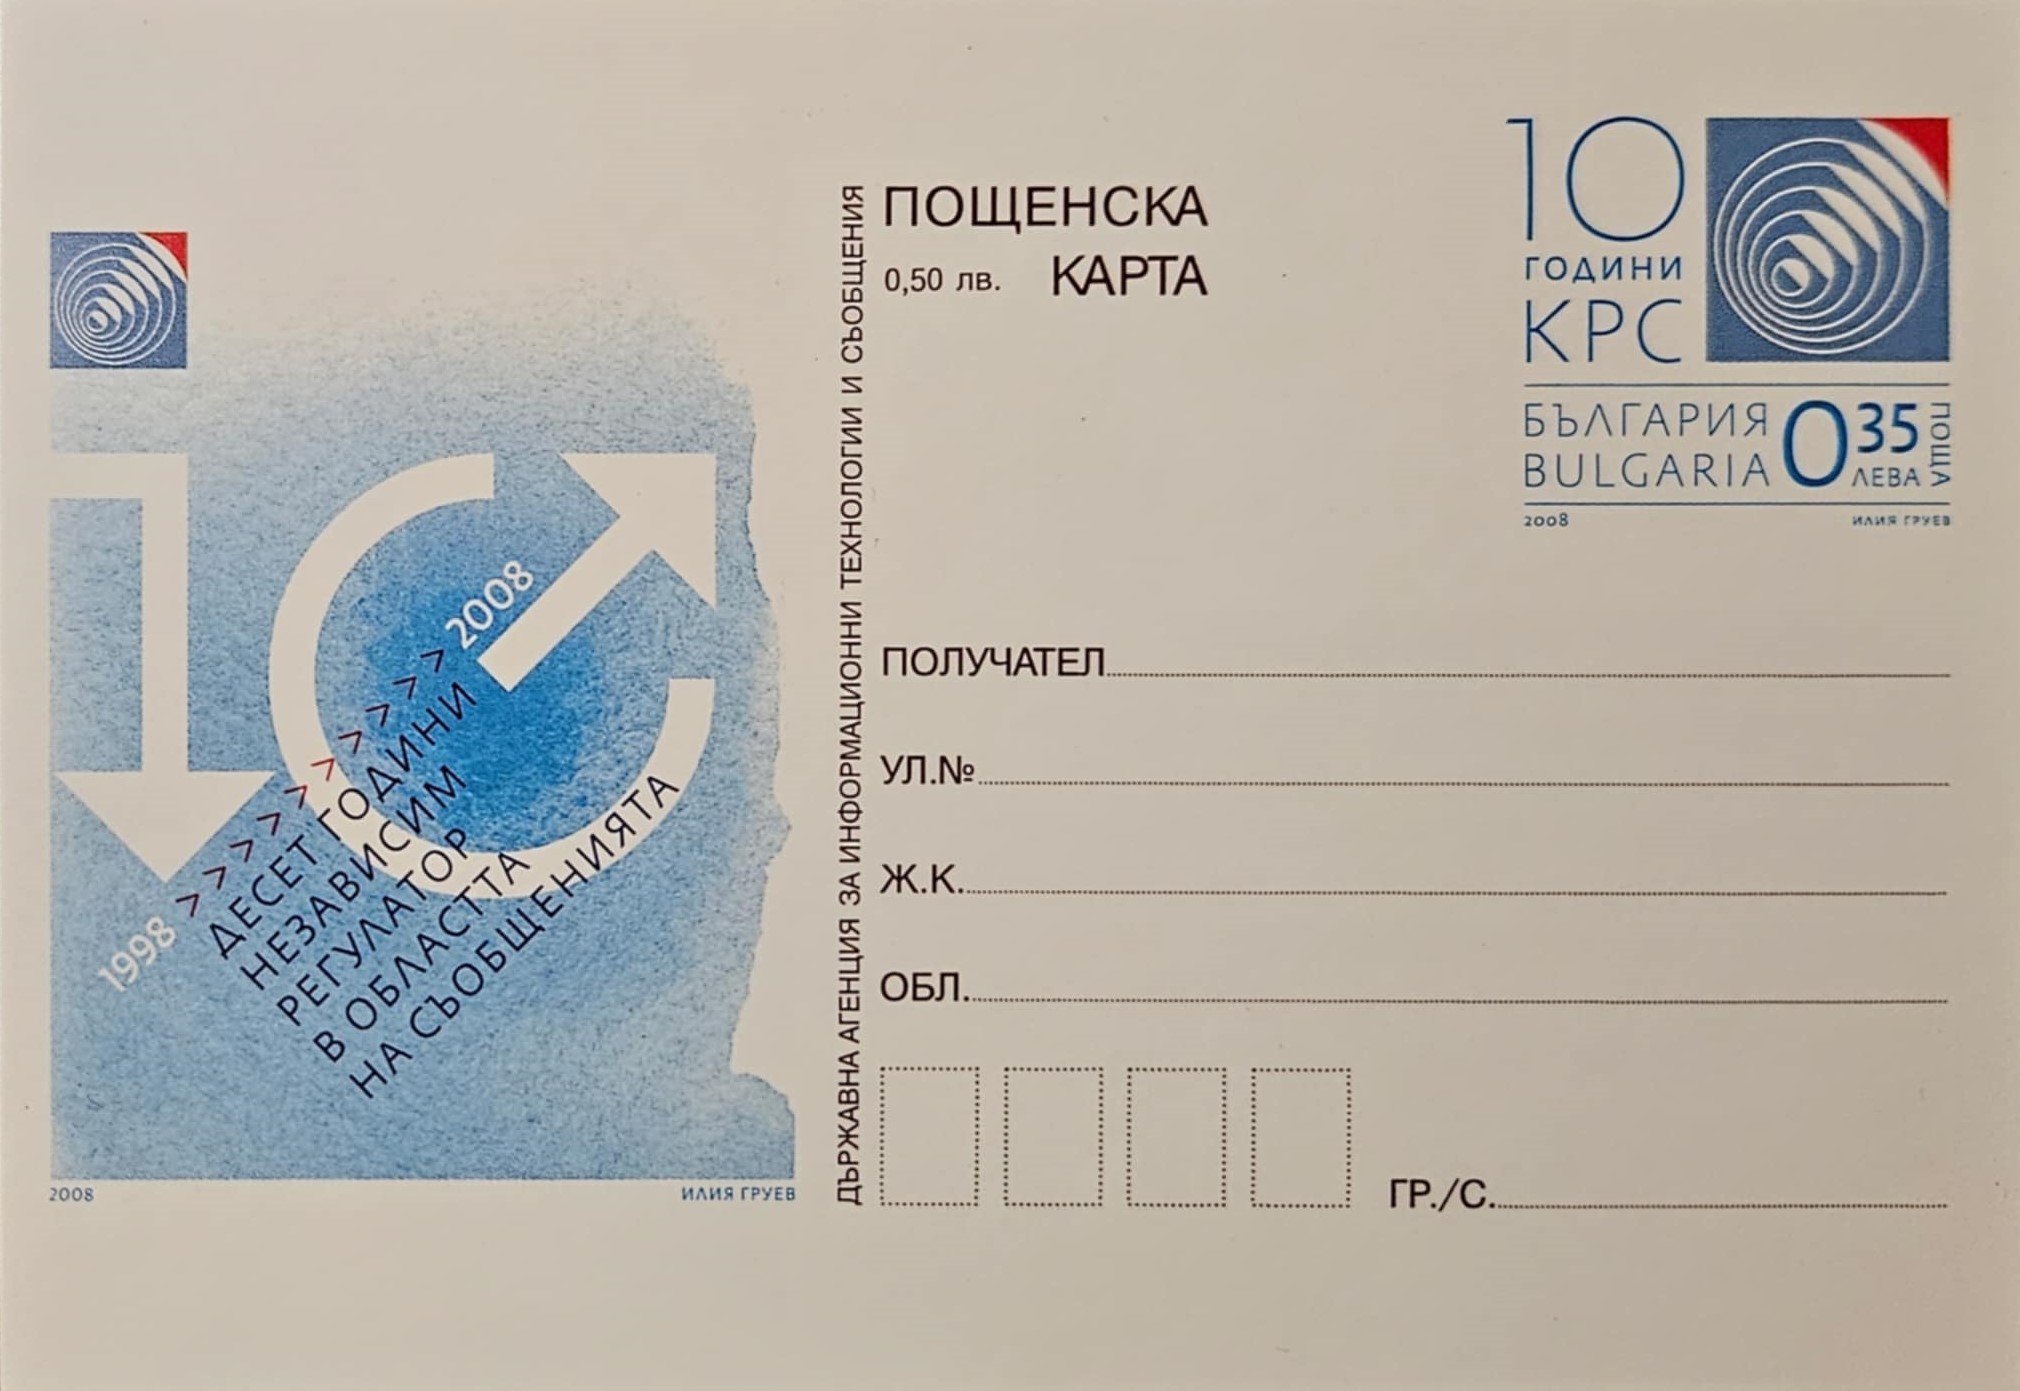 1998 > > > > > > > > > > 2008
ДЕСЕТ ГОДИНИ
НЕЗАВИСИМ
РЕГУЛАТОР
В ОБЛАСТТА
НА СЪОБЩЕНИЯТА
2008
ИЛИЯ ГРУЕВ
ДЪРЖАВНА АГЕНЦИЯ ЗА ИНФОРМАЦИОННИ ТЕХНОЛОГИИ И СЪОБЩЕНИЯ
ПОЩЕНСКА
0,50 лв. КАРТА
10
ГОДИНИ
КРС
БЪЛГАРИЯ
BULGARIA
0 35
ЛЕВА
ПОЩА
2008
ИЛИЯ ГРУЕВ
ПОЛУЧАТЕЛ
УЛ.№
Ж.К.
ОБЛ.
ГР./С.